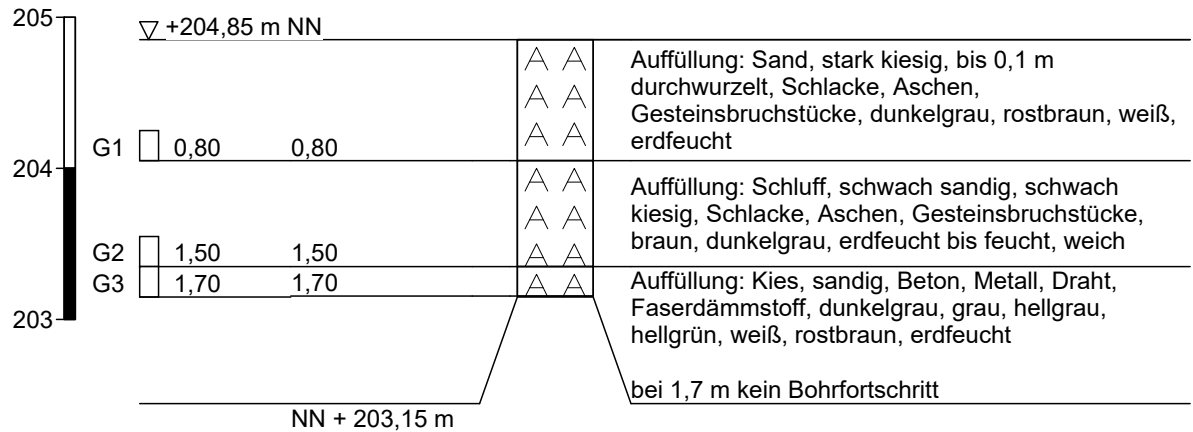 205
+204,85 m NN
Auffüllung: Sand, stark kiesig, bis 0,1 m
durchwurzelt, Schlacke, Aschen,
Gesteinsbruchstücke, dunkelgrau, rostbraun, weiß,
erdfeucht
G1 0,80 0,80
204
Auffüllung: Schluff, schwach sandig, schwach
kiesig, Schlacke, Aschen, Gesteinsbruchstücke,
braun, dunkelgrau, erdfeucht bis feucht, weich
G2 1,50 1,50
G3 1,70 1,70
Auffüllung: Kies, sandig, Beton, Metall, Draht,
Faserdämmstoff, dunkelgrau, grau, hellgrau,
hellgrün, weiß, rostbraun, erdfeucht
203
bei 1,7 m kein Bohrfortschritt
NN + 203,15 m